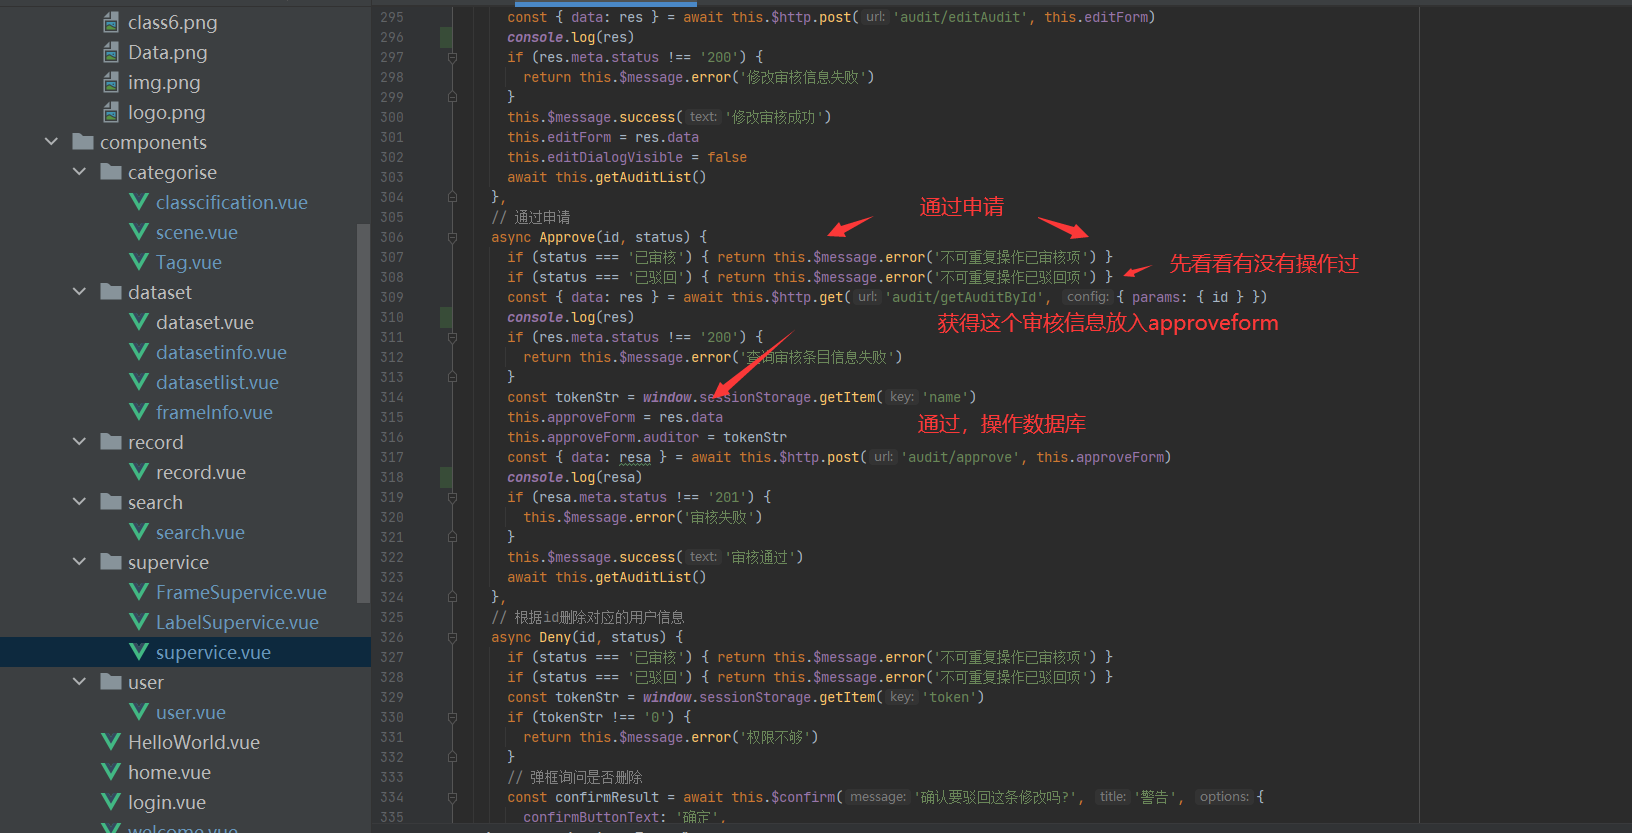 class6.png
Data.png
img.png
logo.png
components
categorise
classcification.vue
scene.vue
Tag.vue
dataset
dataset.vue
datasetinfo.vue
datasetlist.vue
frameInfo.vue
record
record.vue
search
search.vue
supervice
FrameSupervice.vue
LabelSupervice.vue
supervice.vue
user
user.vue
HelloWorld.vue
home.vue
login.vue
welcome.vue
295 const { data: res } = await this.$http.post( url: 'audit/editAudit', this.editForm)
296 console.log(res)
297 if (res.meta.status !== '200') {
298 return this.$message.error('修改审核信息失败')
299 }
300 this.$message.success( text: '修改审核成功')
301 this.editForm = res.data
302 this.editDialogVisible = false
303 await this.getAuditList()
304 },
305 // 通过申请
通过申请
306 async Approve(id, status) {
307 if (status === '已审核') { return this.$message.error('不可重复操作已审核项') }
308 if (status === '已驳回') { return this.$message.error('不可重复操作已驳回项') }
先看看有没有操作过
309 const { data: res } = await this.$http.get( url: 'audit/getAuditById', config: { params: { id } })
310 console.log(res)
获得这个审核信息放入approveform
311 if (res.meta.status !== '200') {
312 return this.$message.error('查询审核条目信息失败')
313 }
314 const tokenStr = window.sessionStorage.getItem( key: 'name')
315 this.approveForm = res.data
通过，操作数据库
316 this.approveForm.auditor = tokenStr
317 const { data: resa } = await this.$http.post( url: 'audit/approve', this.approveForm)
318 console.log(resa)
319 if (resa.meta.status !== '201') {
320 this.$message.error('审核失败')
321 }
322 this.$message.success( text: '审核通过')
323 await this.getAuditList()
324 },
325 // 根据id删除对应的用户信息
326 async Deny(id, status) {
327 if (status === '已审核') { return this.$message.error('不可重复操作已审核项') }
328 if (status === '已驳回') { return this.$message.error('不可重复操作已驳回项') }
329 const tokenStr = window.sessionStorage.getItem( key: 'token')
330 if (tokenStr !== '0') {
331 return this.$message.error('权限不够')
332 }
333 // 弹框询问是否删除
334 const confirmResult = await this.$confirm( message: '确认要驳回这条修改吗?', title: '警告', options: {
335 confirmButtonText: '确定',